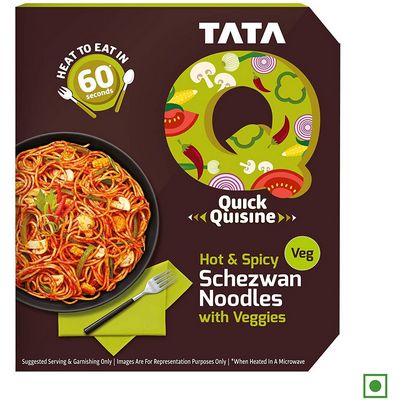 TATA
HEAT TO EAT IN
60*
seconds
Q
Quick
Quisine
Hot & Spicy
Veg
Schezwan
Noodles
with Veggies
Suggested Serving & Garnishing Only | Images Are For Representation Purposes Only | *When Heated In A Microwave